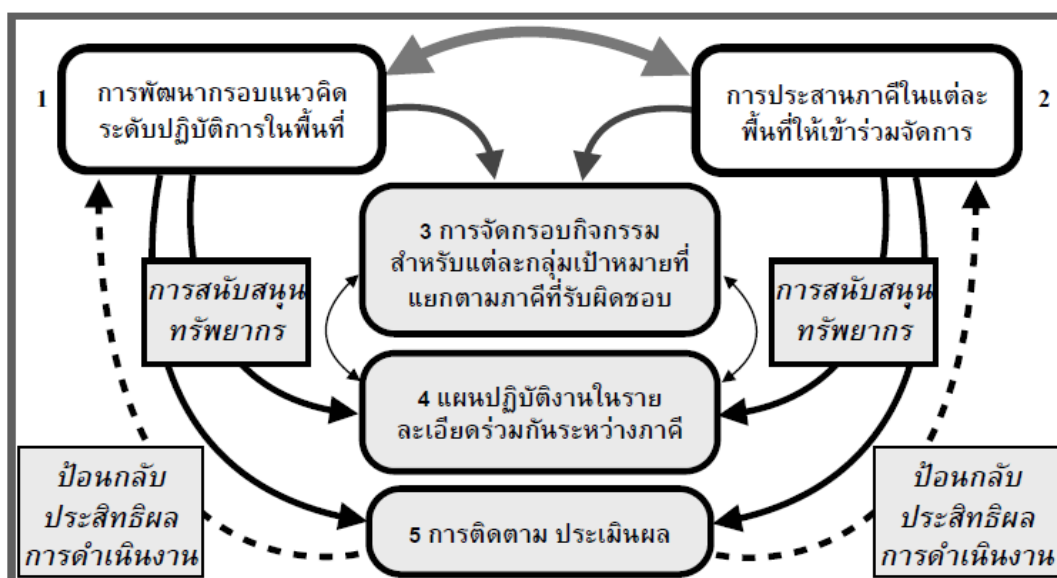 1
การพัฒนากรอบแนวคิด
ระดับปฏิบัติการในพื้นที่
การประสานภาคีในแต่ละ
พื้นที่ให้เข้าร่วมจัดการ
2
3 การจัดกรอบกิจกรรม
สำหรับแต่ละกลุ่มเป้าหมายที่
แยกตามภาคีที่รับผิดชอบ
การสนับสนุน
ทรัพยากร
การสนับสนุน
ทรัพยากร
4 แผนปฏิบัติงานในราย
ละเอียดร่วมกันระหว่างภาคี
ป้อนกลับ
ประสิทธิผล
การดำเนินงาน
5 การติดตาม ประเมินผล
ป้อนกลับ
ประสิทธิผล
การดำเนินงาน